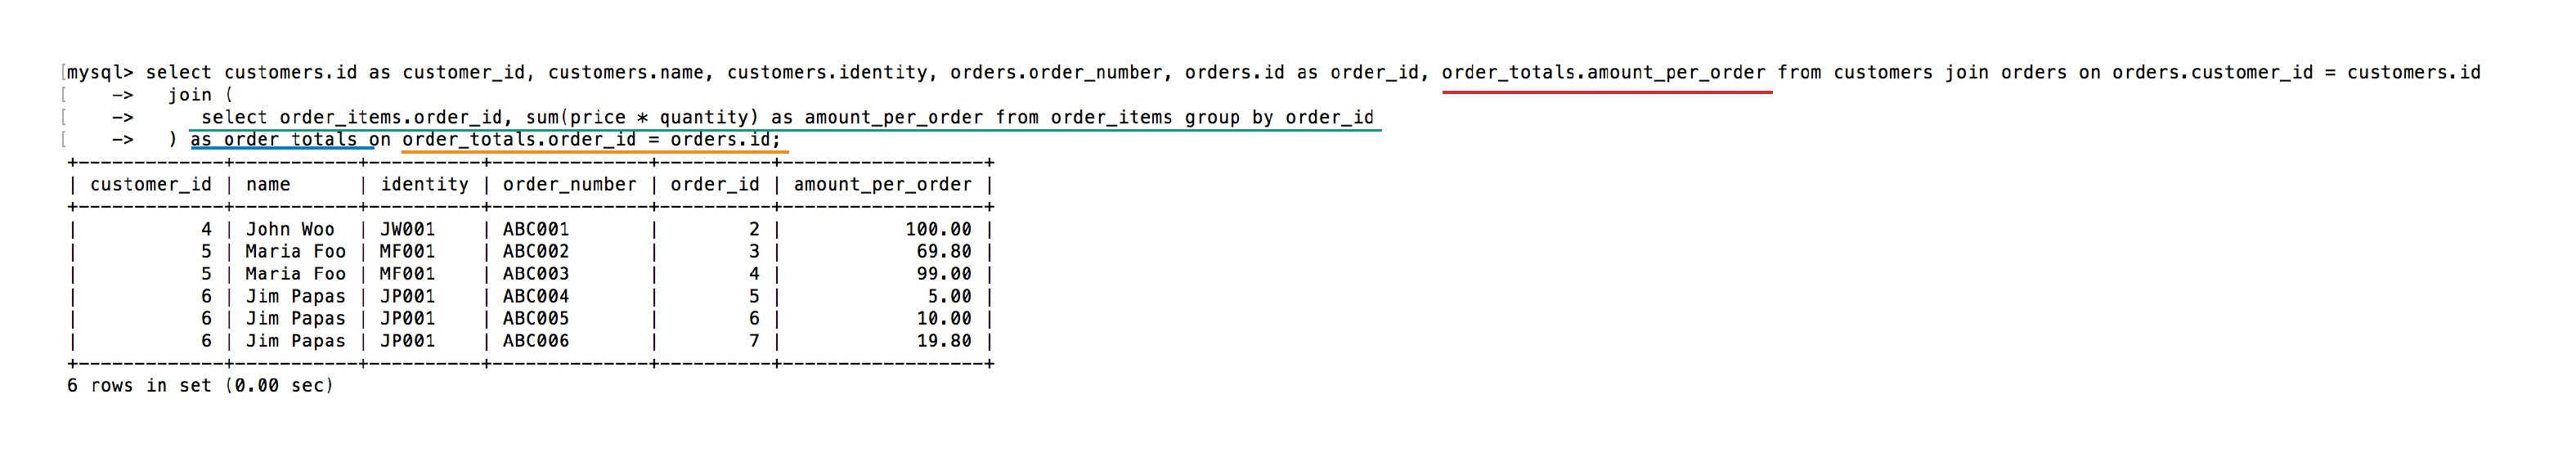 [mysql> select customers.id as customer_id, customers.name, customers.identity, orders.order_number, orders.id as order_id, order_totals.amount_per_order from customers join orders on orders.customer_id = customers.id
[    ->   join (
[    ->      select order_items.order_id, sum(price * quantity) as amount_per_order from order_items group by order_id
[    ->   ) as order_totals on order_totals.order_id = orders.id;
+-------------+-----------+----------+--------------+----------+------------------+
| customer_id | name      | identity | order_number | order_id | amount_per_order |
+-------------+-----------+----------+--------------+----------+------------------+
|           4 | John Woo  | JW001    | ABC001       |        2 |           100.00 |
|           5 | Maria Foo | MF001    | ABC002       |        3 |            69.80 |
|           5 | Maria Foo | MF001    | ABC003       |        4 |            99.00 |
|           6 | Jim Papas | JP001    | ABC004       |        5 |             5.00 |
|           6 | Jim Papas | JP001    | ABC005       |        6 |            10.00 |
|           6 | Jim Papas | JP001    | ABC006       |        7 |            19.80 |
+-------------+-----------+----------+--------------+----------+------------------+
6 rows in set (0.00 sec)